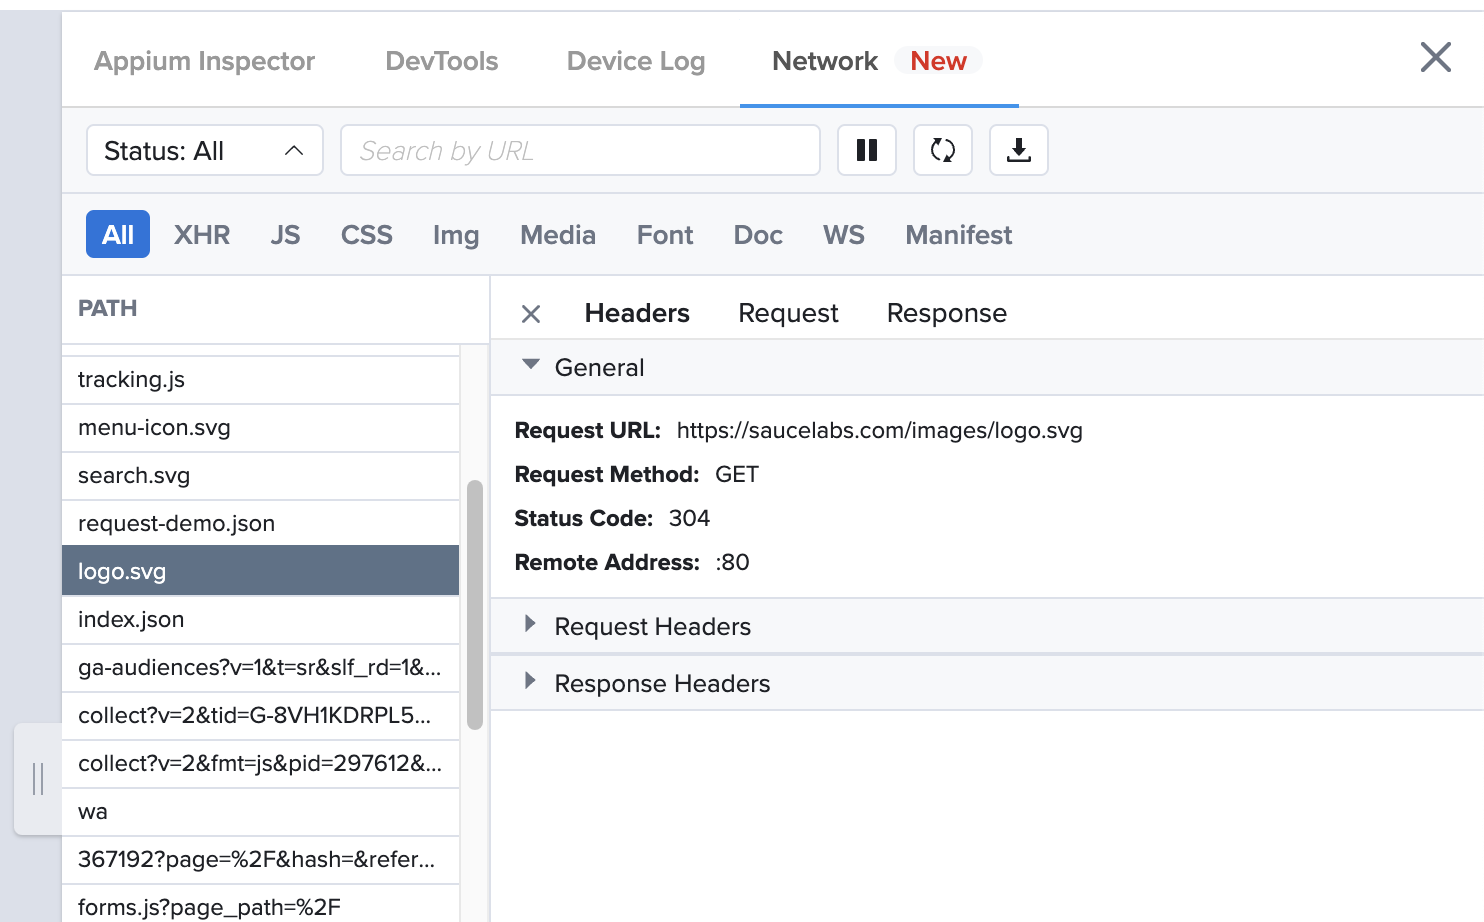 Appium Inspector DevTools Device Log Network New
Status: All Search by URL
All XHR JS CSS Img Media Font Doc WS Manifest
PATH
tracking.js
menu-icon.svg
search.svg
request-demo.json
logo.svg
index.json
ga-audiences?v=1&t=sr&slf_rd=1&...
collect?v=2&tid=G-8VH1KDRPL5...
collect?v=2&fmt=js&pid=297612&...
wa
367192?page=%2F&hash=&refer...
forms.js?page_path=%2F
Headers Request Response
General
Request URL: https://saucelabs.com/images/logo.svg
Request Method: GET
Status Code: 304
Remote Address: :80
Request Headers
Response Headers